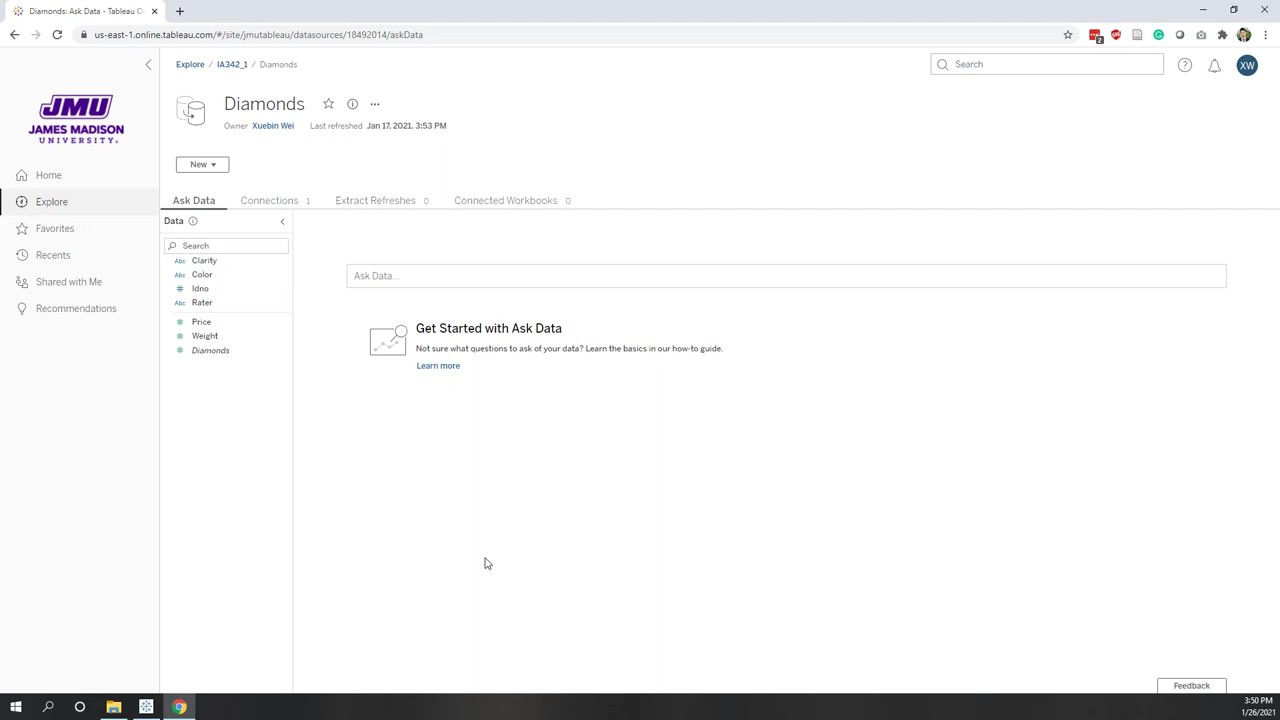 Diamonds: Ask Data - Tableau O
us-east-1.online.tableau.com/#/site/jmutableau/datasources/18492014/askData
2
Explore / IA342_1 / Diamonds
Search
XW
JMU
JAMES MADISON
UNIVERSITY.
Diamonds
Owner Xuebin Wei Last refreshed Jan 17, 2021, 3:53 PM
New
Home
Explore
Favorites
Recents
Shared with Me
Recommendations
Ask Data Connections 1 Extract Refreshes 0 Connected Workbooks 0
Data
Search
Abc Clarity
Abc Color
# Idno
Abc Rater
# Price
# Weight
# Diamonds
Ask Data...
Get Started with Ask Data
Not sure what questions to ask of your data? Learn the basics in our how-to guide.
Learn more
Feedback
3:50 PM
1/26/2021